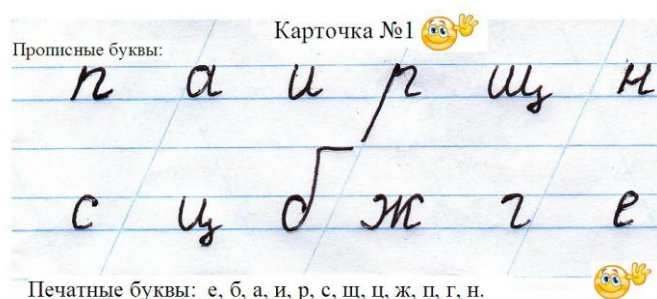 Карточка №1
Прописные буквы:
п а и р щ н
с ц б ж г е
Печатные буквы: е, б, а, и, р, с, щ, ц, ж, п, г, н.